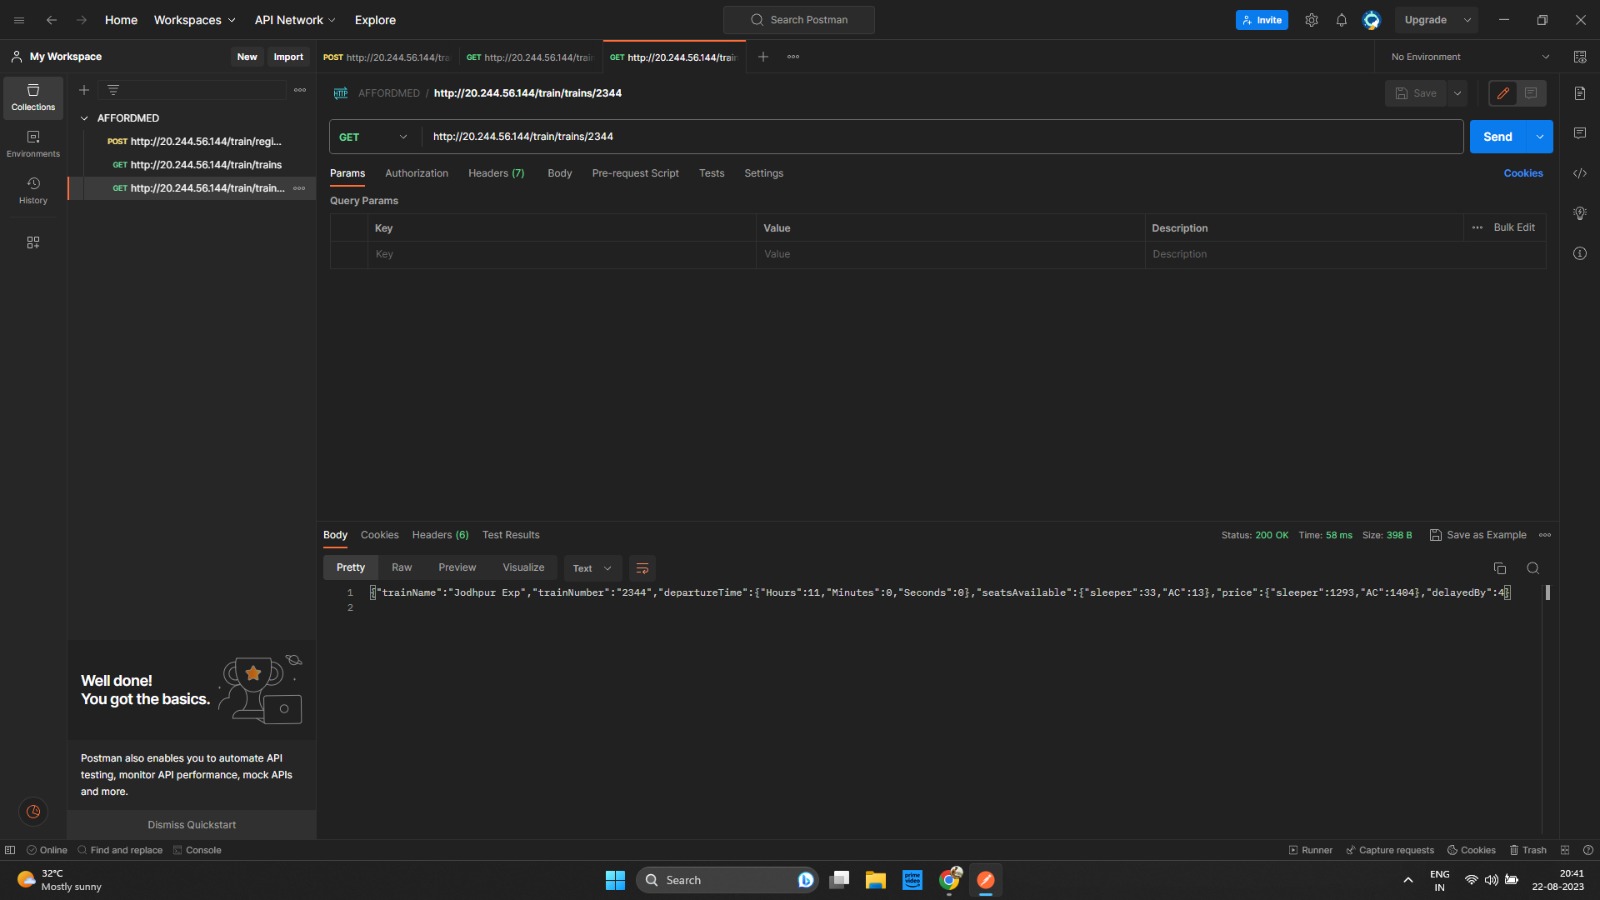 Home
Workspaces
API Network
Explore
Search Postman
Invite
Upgrade
My Workspace
New
Import
POST http://20.244.56.144/tra
GET http://20.244.56.144/train
GET http://20.244.56.144/train
No Environment
Collections
Environments
History
AFFORDMED
POST http://20.244.56.144/train/regi...
GET http://20.244.56.144/train/trains
GET http://20.244.56.144/train/train...
HTTP
AFFORDMED / http://20.244.56.144/train/trains/2344
Save
GET
http://20.244.56.144/train/trains/2344
Send
Params
Authorization
Headers (7)
Body
Pre-request Script
Tests
Settings
Cookies
Query Params
Key
Value
Description
Bulk Edit
Key
Value
Description
Body
Cookies
Headers (6)
Test Results
Status: 200 OK
Time: 58 ms
Size: 398 B
Save as Example
Pretty
Raw
Preview
Visualize
Text
1 {"trainName":"Jodhpur Exp","trainNumber":"2344","departureTime":{"Hours":11,"Minutes":0,"Seconds":0},"seatsAvailable":{"sleeper":33,"AC":13},"price":{"sleeper":1293,"AC":1404},"delayedBy":4}
2
Well done!
You got the basics.
Postman also enables you to automate API
testing, monitor API performance, mock APIs
and more.
Dismiss Quickstart
Online
Find and replace
Console
Runner
Capture requests
Cookies
Trash
32°C
Mostly sunny
Search
prime video
ENG
IN
20:41
22-08-2023